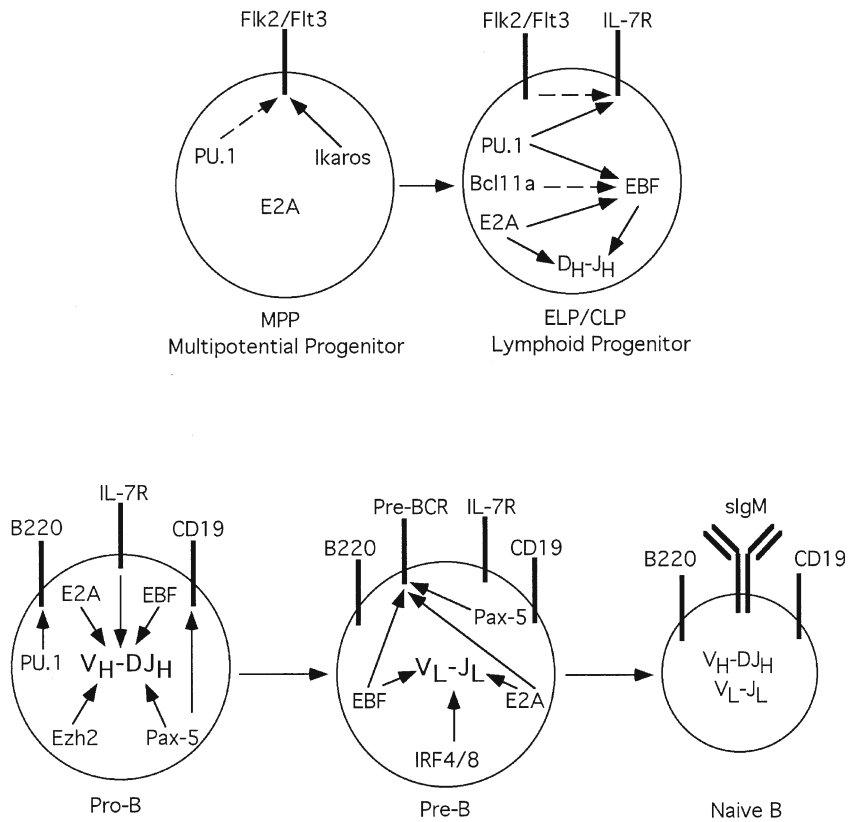 Flk2/Flt3
PU.1
Ikaros
E2A
MPP
Multipotential Progenitor
Flk2/Flt3 IL-7R
PU.1
Bcl11a
EBF
E2A
DH-JH
ELP/CLP
Lymphoid Progenitor
IL-7R
B220
CD19
E2A
EBF
PU.1
VH-DJH
Ezh2
Pax-5
Pro-B
Pre-BCR
IL-7R
B220
CD19
Pax-5
VL-JL
EBF
E2A
IRF4/8
Pre-B
sIgM
B220
CD19
VH-DJH
VL-JL
Naive B